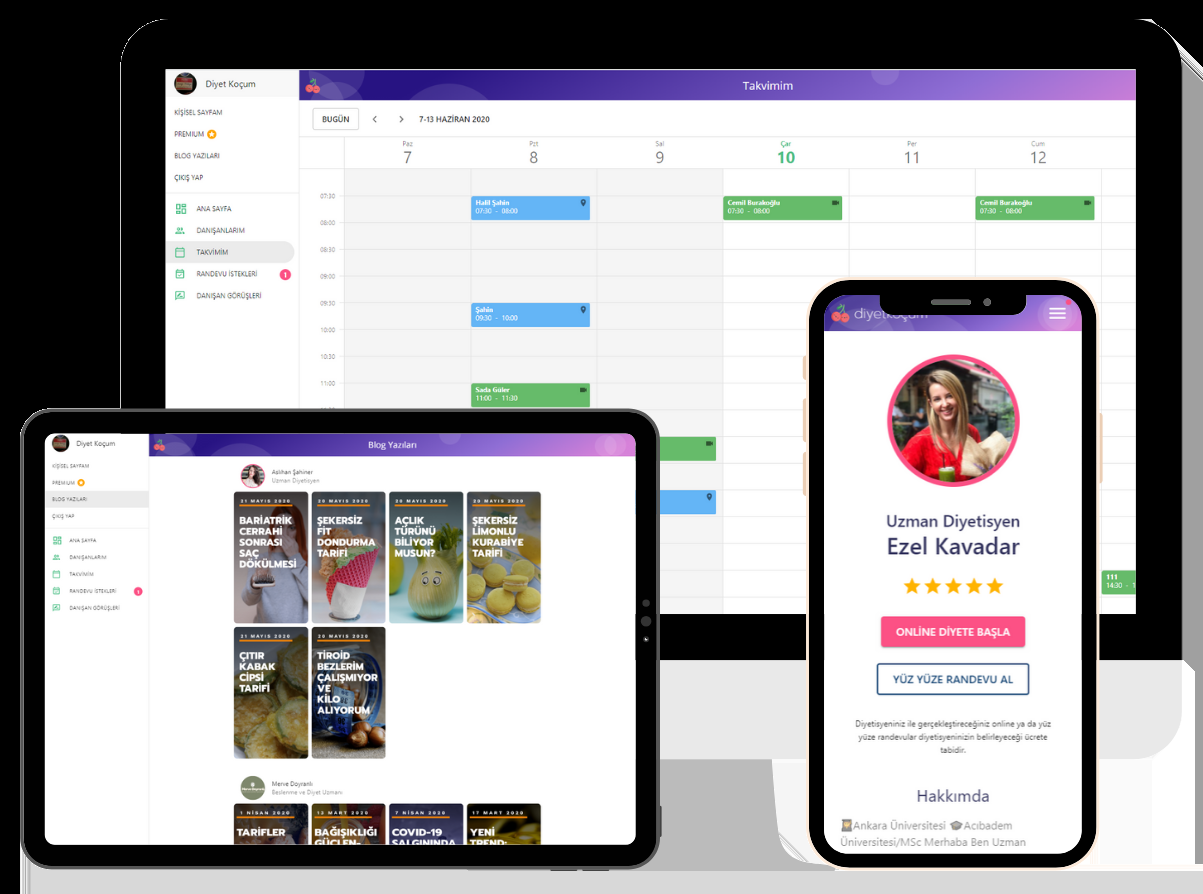 Diyet Koçum
Takvimim
KİŞİSEL SAYFAM
PREMIUM
BLOG YAZILARI
ÇIKIŞ YAP
ANA SAYFA
DANIŞANLARIM
TAKVİMİM
RANDEVU İSTEKLERİ 1
DANIŞAN GÖRÜŞLERİ
BUGÜN
7-13 HAZİRAN 2020
Paz Pzt Sal Çar Per Cum
7 8 9 10 11 12
07:30
08:00
08:30
09:00
09:30
10:00
10:30
11:00
Halil Şahin
07:30 - 08:00
Cemil Burakoğlu
07:30 - 08:00
Cemil Burakoğlu
07:30 - 08:00
Şahin
09:30 - 10:00
Sada Güler
11:00 - 11:30
111
14:30 - 1
Diyet Koçum
Blog Yazıları
KİŞİSEL SAYFAM
PREMIUM
BLOG YAZILARI
ÇIKIŞ YAP
ANA SAYFA
DANIŞANLARIM
TAKVİMİM
RANDEVU İSTEKLERİ 1
DANIŞAN GÖRÜŞLERİ
Aslıhan Şahiner
Uzman Diyetisyen
31 MAYIS 2020
BARİATRİK
CERRAHİ
SONRASI
SAÇ
DÖKÜLMESİ
30 MAYIS 2020
ŞEKERSİZ
FİT
DONDURMA
TARİFİ
30 MAYIS 2020
AÇLIK
TÜRÜNÜ
BİLİYOR
MUSUN?
30 MAYIS 2020
ŞEKERSİZ
LİMONLU
KURABİYE
TARİFİ
31 MAYIS 2020
ÇITIR
KABAK
CİPSİ
TARİFİ
30 MAYIS 2020
TİROİD
BEZLERİM
ÇALIŞMIYOR
VE
KİLO
ALIYORUM
Merve Doyranlı
Beslenme ve Diyet Uzmanı
1 NİSAN 2020
TARİFLER
12 MART 2020
BAĞIŞIKLIĞI
GÜÇLEN-
7 NİSAN 2020
COVID-19
SALGININDA
17 MART 2020
YENİ
TREND:
diyetkoçum
Uzman Diyetisyen
Ezel Kavadar
ONLİNE DİYETE BAŞLA
YÜZ YÜZE RANDEVU AL
Diyetisyeniniz ile gerçekleştireceğiniz online ya da yüz
yüze randevular diyetisyeninizin belirleyeceği ücrete
tabidir.
Hakkımda
Ankara Üniversitesi Acıbadem
Üniversitesi/MSc Merhaba Ben Uzman